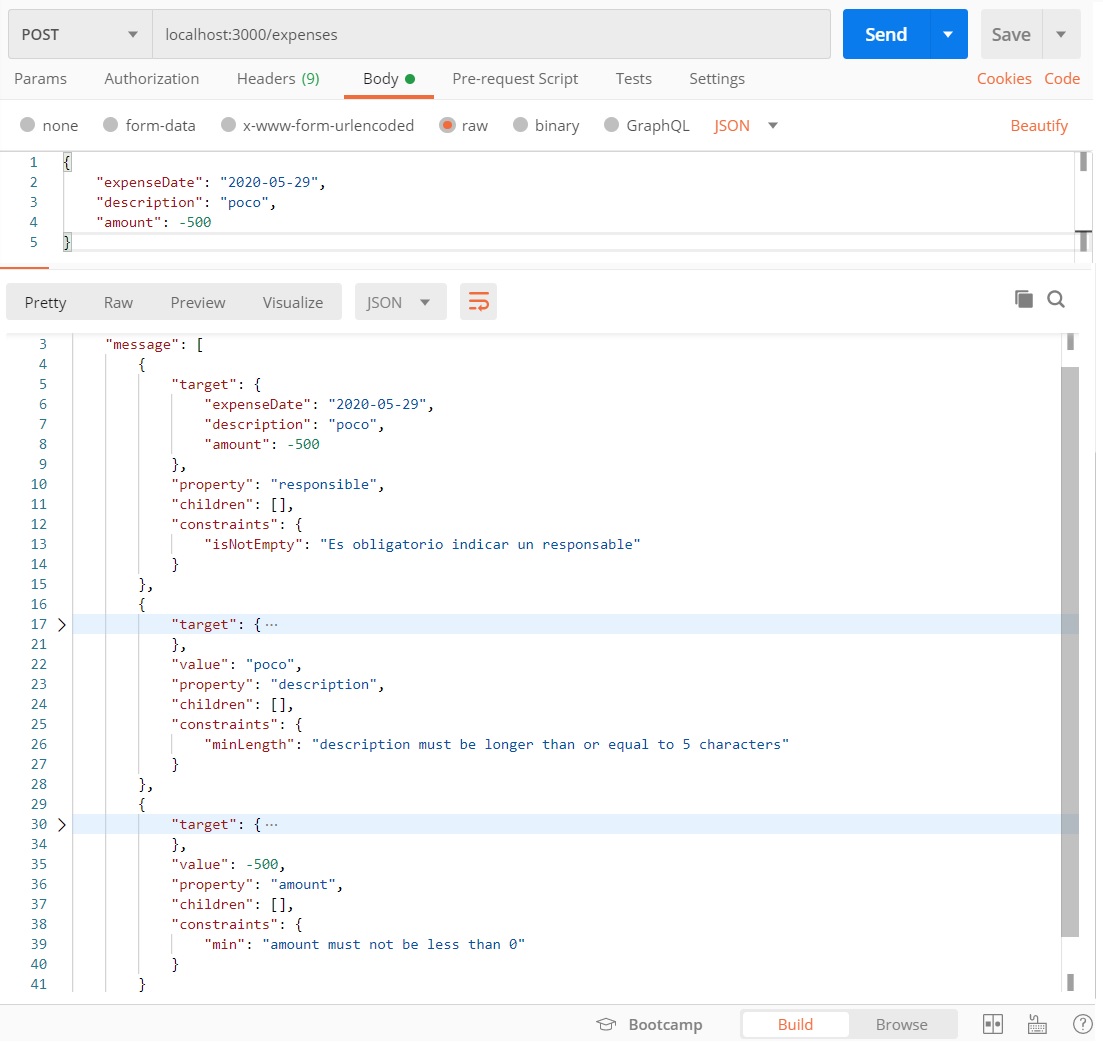 POST localhost:3000/expenses Send Save
Params Authorization Headers (9) Body Pre-request Script Tests Settings Cookies Code
none form-data x-www-form-urlencoded raw binary GraphQL JSON Beautify
1 {
2 "expenseDate": "2020-05-29",
3 "description": "poco",
4 "amount": -500
5 }
Pretty Raw Preview Visualize JSON
3 "message": [
4 {
5 "target": {
6 "expenseDate": "2020-05-29",
7 "description": "poco",
8 "amount": -500
9 },
10 "property": "responsible",
11 "children": [],
12 "constraints": {
13 "isNotEmpty": "Es obligatorio indicar un responsable"
14 }
15 },
16 {
17 "target": { ···
21 },
22 "value": "poco",
23 "property": "description",
24 "children": [],
25 "constraints": {
26 "minLength": "description must be longer than or equal to 5 characters"
27 }
28 },
29 {
30 "target": { ···
34 },
35 "value": -500,
36 "property": "amount",
37 "children": [],
38 "constraints": {
39 "min": "amount must not be less than 0"
40 }
41 }
Bootcamp Build Browse ?